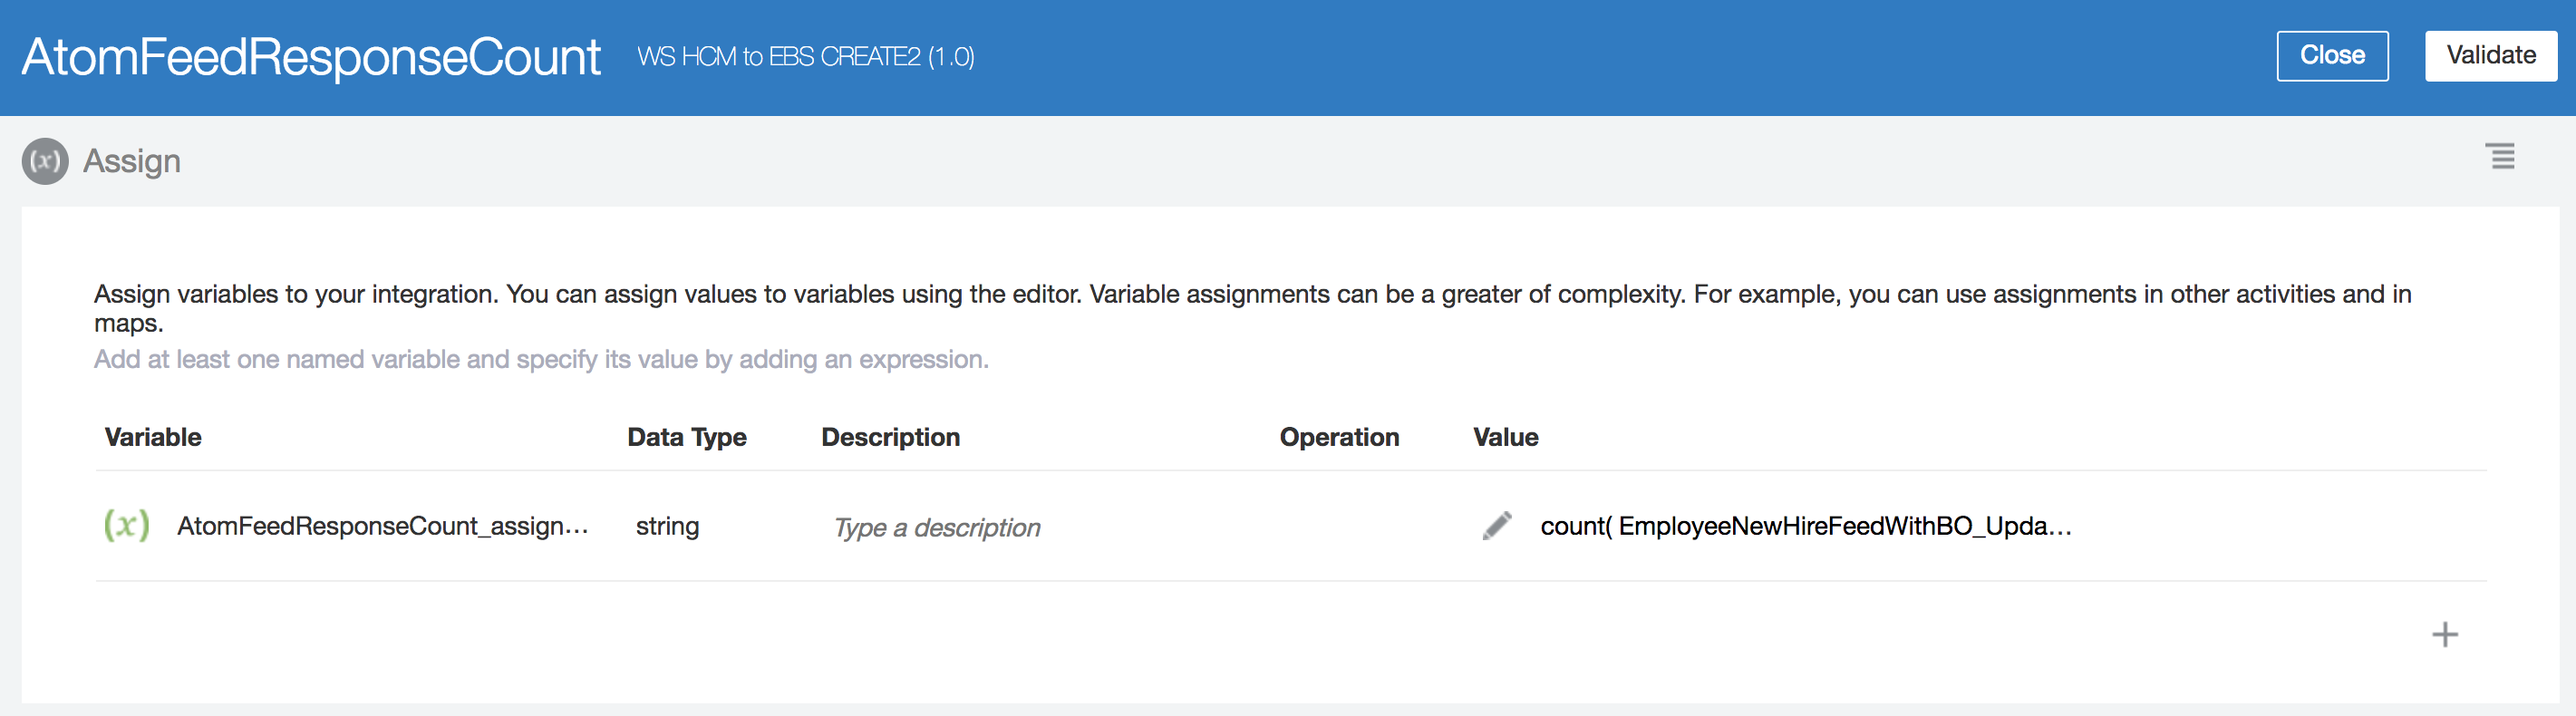 AtomFeedResponseCount WS HCM to EBS CREATE2 (1.0) Close Validate
(x) Assign
Assign variables to your integration. You can assign values to variables using the editor. Variable assignments can be a greater of complexity. For example, you can use assignments in other activities and in
maps.
Add at least one named variable and specify its value by adding an expression.
Variable Data Type Description Operation Value
(x) AtomFeedResponseCount_assign... string Type a description count( EmployeeNewHireFeedWithBO_Upda...